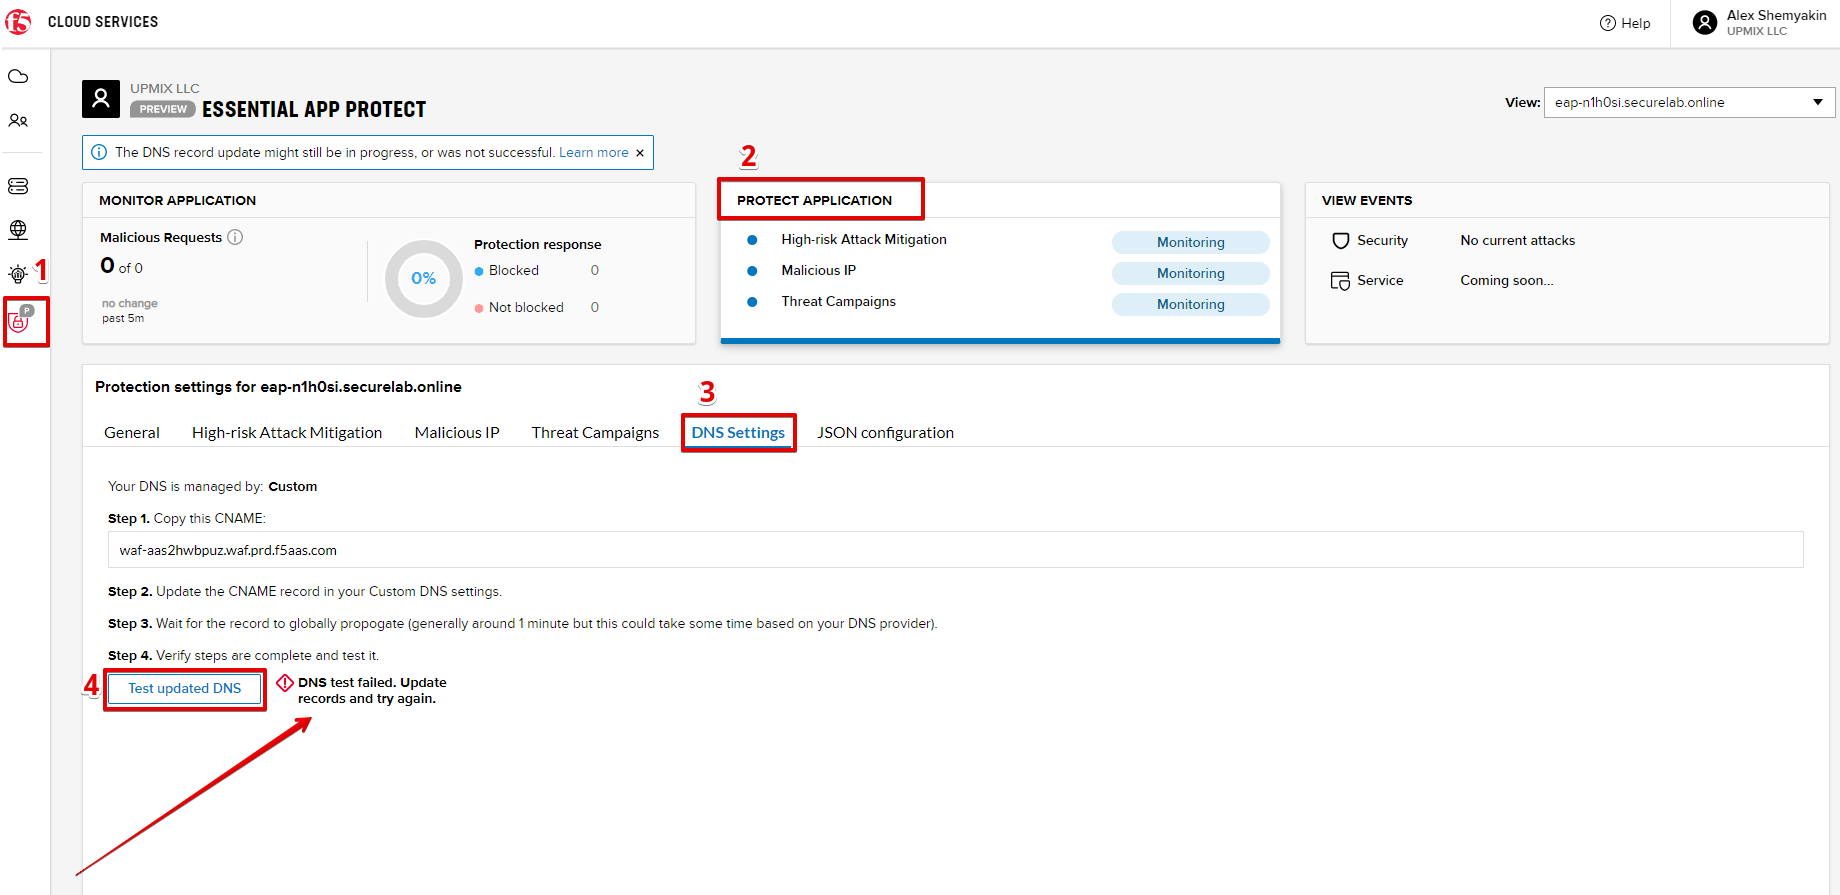 f5 CLOUD SERVICES
Help
Alex Shemyakin
UPMIX LLC
UPMIX LLC
PREVIEW ESSENTIAL APP PROTECT
View: eap-n1h0si.securelab.online
The DNS record update might still be in progress, or was not successful. Learn more ×
1
P
2
MONITOR APPLICATION
Malicious Requests
0 of 0
no change
past 5m
0%
Protection response
Blocked 0
Not blocked 0
PROTECT APPLICATION
High-risk Attack Mitigation Monitoring
Malicious IP Monitoring
Threat Campaigns Monitoring
VIEW EVENTS
Security No current attacks
Service Coming soon...
Protection settings for eap-n1h0si.securelab.online
3
General High-risk Attack Mitigation Malicious IP Threat Campaigns DNS Settings JSON configuration
Your DNS is managed by: Custom
Step 1. Copy this CNAME:
waf-aas2hwbpuz.waf.prd.f5aas.com
Step 2. Update the CNAME record in your Custom DNS settings.
Step 3. Wait for the record to globally propogate (generally around 1 minute but this could take some time based on your DNS provider).
Step 4. Verify steps are complete and test it.
4
Test updated DNS
DNS test failed. Update
records and try again.